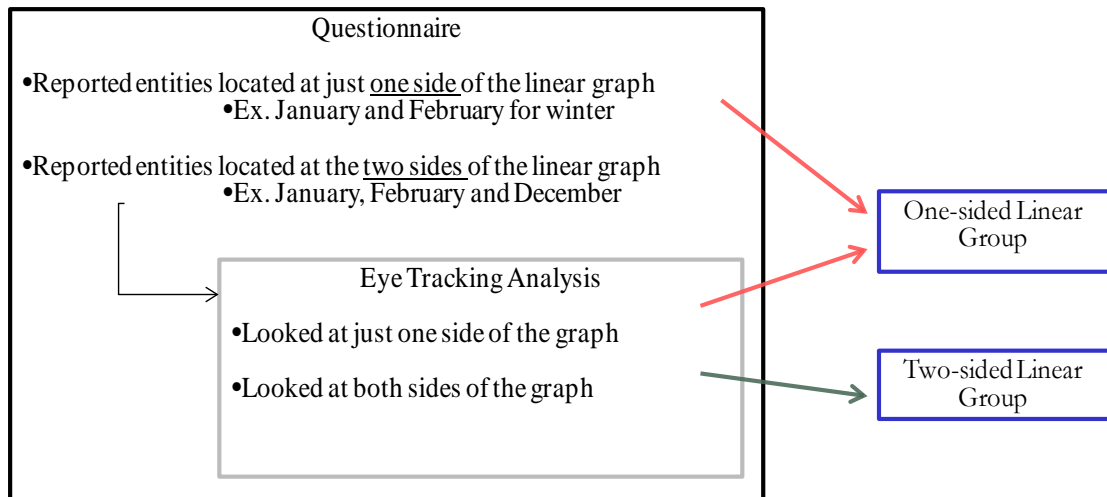 Questionnaire
•Reported entities located at just one side of the linear graph
•Ex. January and February for winter
•Reported entities located at the two sides of the linear graph
•Ex. January, February and December
Eye Tracking Analysis
•Looked at just one side of the graph
•Looked at both sides of the graph
One-sided Linear
Group
Two-sided Linear
Group